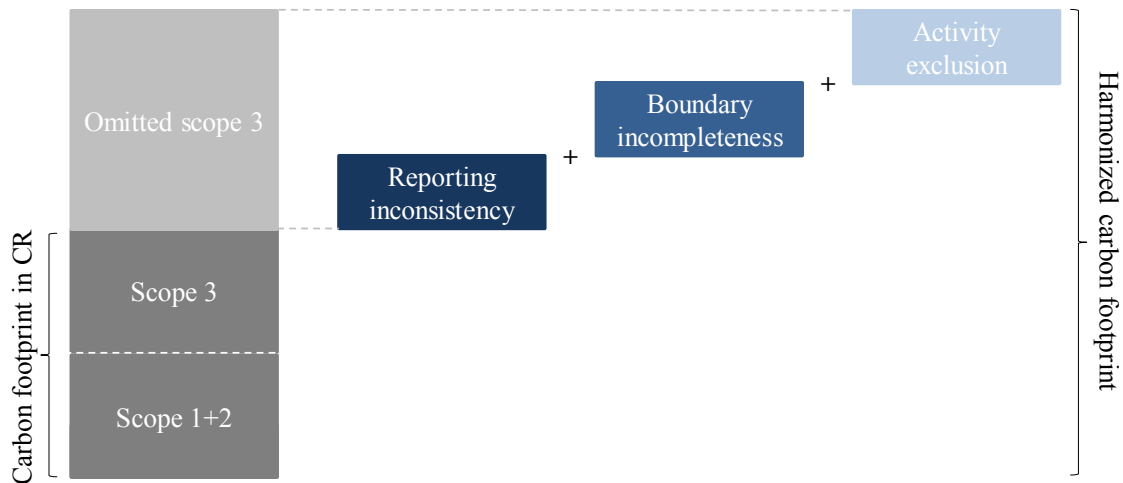 Activity
exclusion
Boundary
incompleteness
+
Omitted scope 3
+
Reporting
inconsistency
Scope 3
Scope 1+2
Carbon footprint in CR
Harmonized carbon
footprint